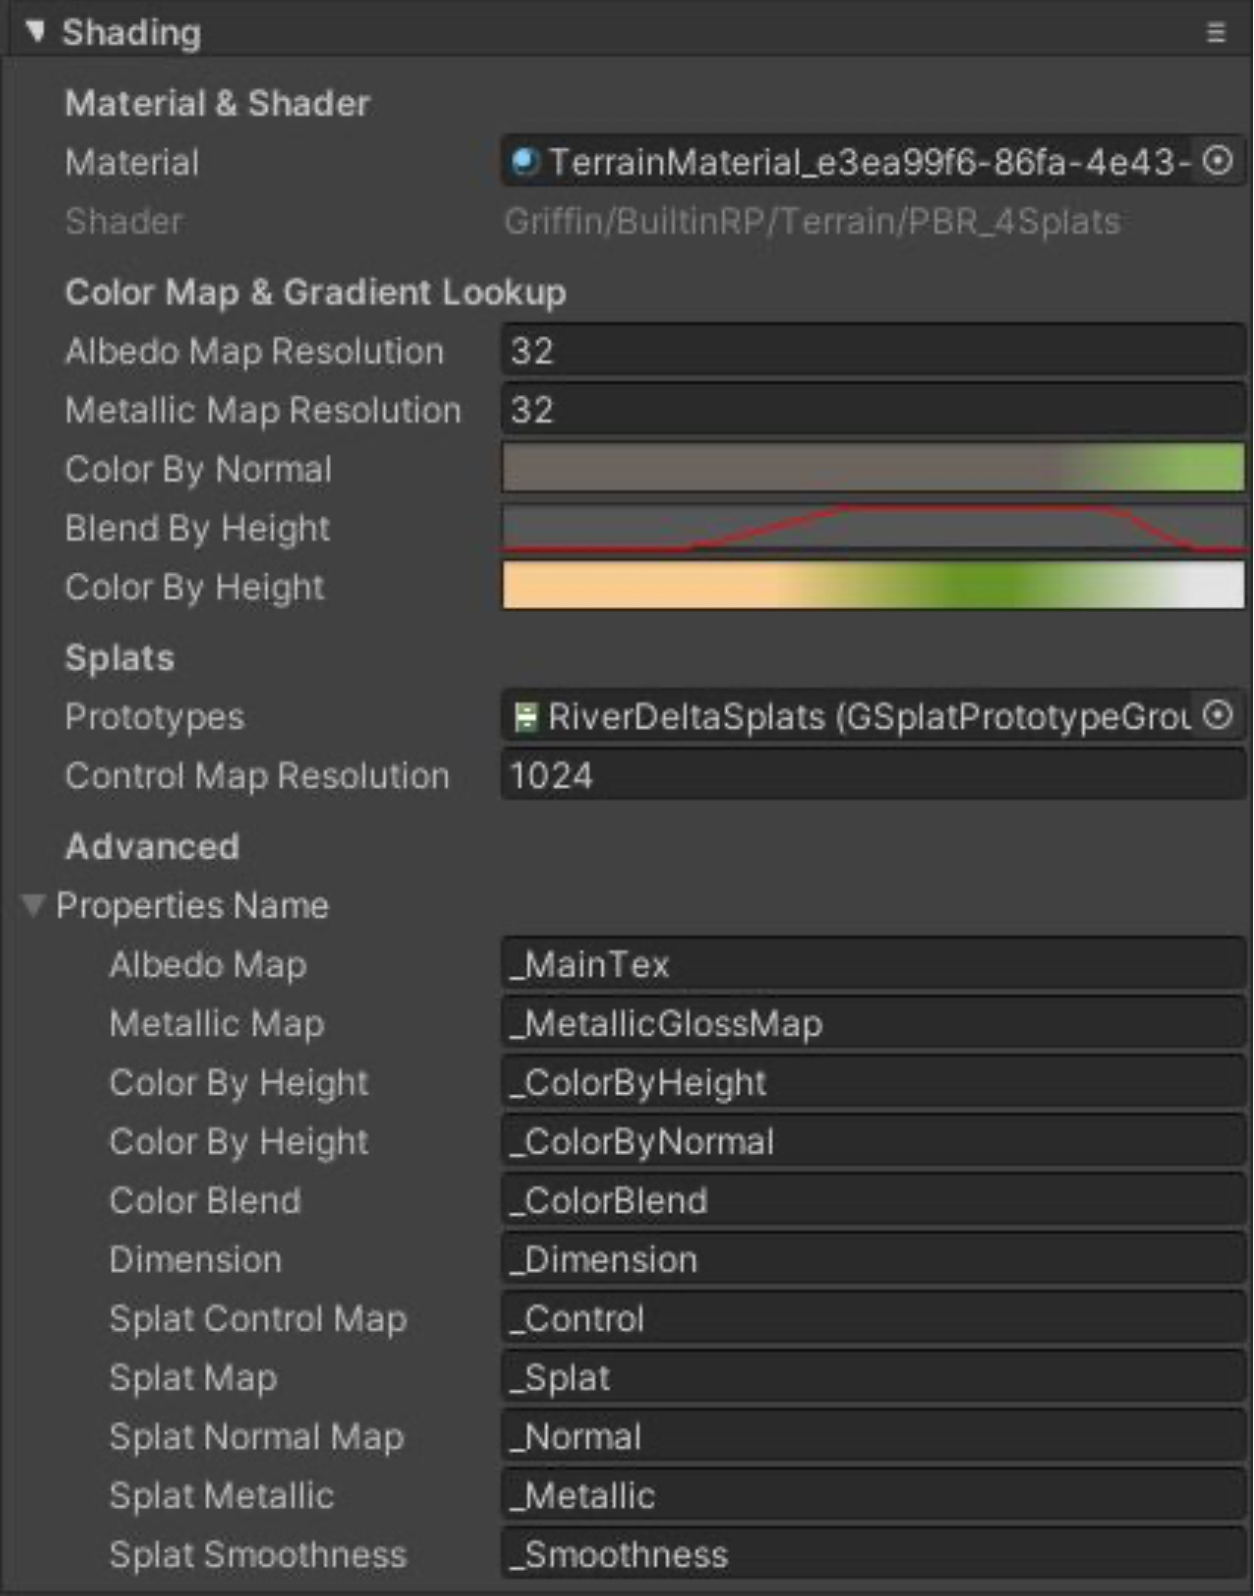 Shading
Material & Shader
Material TerrainMaterial_e3ea99f6-86fa-4e43-
Shader Griffin/BuiltinRP/Terrain/PBR_4Splats
Color Map & Gradient Lookup
Albedo Map Resolution 32
Metallic Map Resolution 32
Color By Normal
Blend By Height
Color By Height
Splats
Prototypes RiverDeltaSplats (GSplatPrototypeGrou
Control Map Resolution 1024
Advanced
Properties Name
Albedo Map _MainTex
Metallic Map _MetallicGlossMap
Color By Height _ColorByHeight
Color By Height _ColorByNormal
Color Blend _ColorBlend
Dimension _Dimension
Splat Control Map _Control
Splat Map _Splat
Splat Normal Map _Normal
Splat Metallic _Metallic
Splat Smoothness _Smoothness